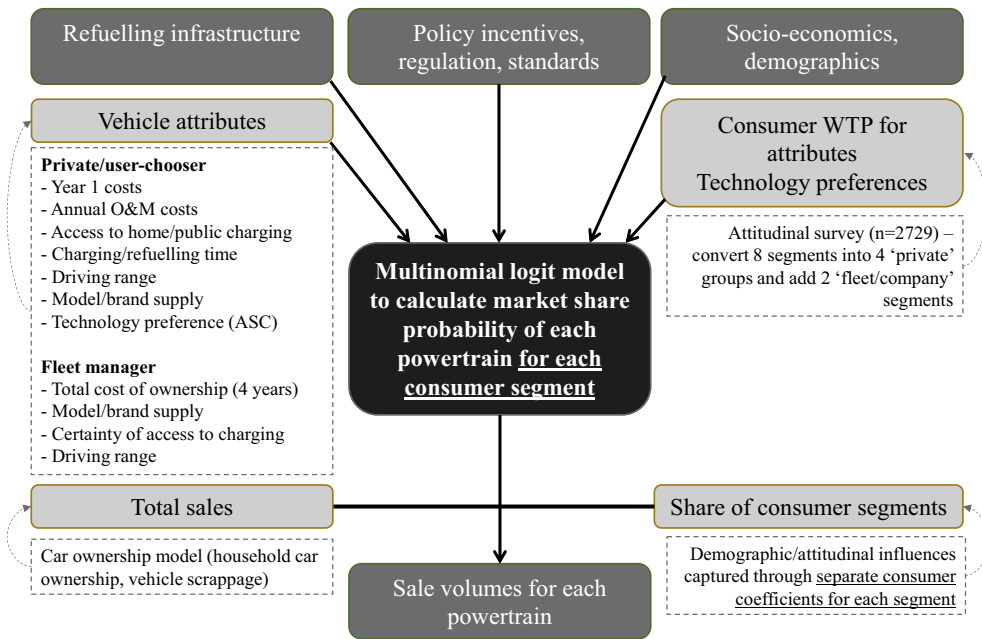 Refuelling infrastructure
Policy incentives,
regulation, standards
Socio-economics,
demographics
Vehicle attributes
Private/user-chooser
- Year 1 costs
- Annual O&M costs
- Access to home/public charging
- Charging/refuelling time
- Driving range
- Model/brand supply
- Technology preference (ASC)
Fleet manager
- Total cost of ownership (4 years)
- Model/brand supply
- Certainty of access to charging
- Driving range
Consumer WTP for
attributes
Technology preferences
Attitudinal survey (n=2729) –
convert 8 segments into 4 ‘private’
groups and add 2 ‘fleet/company’
segments
Multinomial logit model
to calculate market share
probability of each
powertrain for each
consumer segment
Total sales
Car ownership model (household car
ownership, vehicle scrappage)
Share of consumer segments
Demographic/attitudinal influences
captured through separate consumer
coefficients for each segment
Sale volumes for each
powertrain